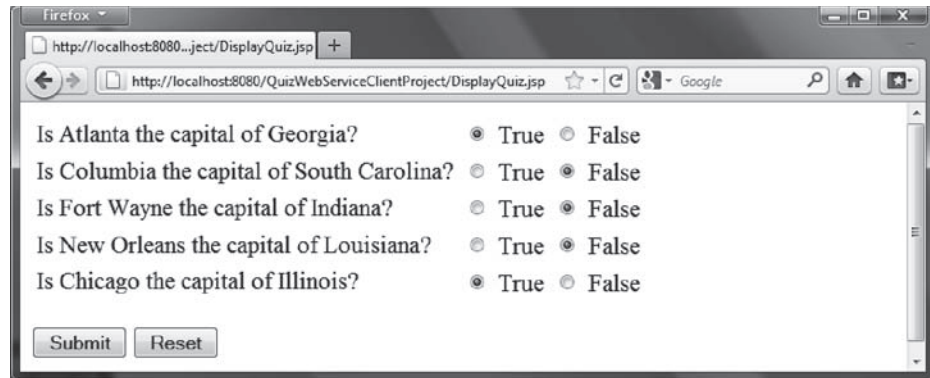 Firefox
http://localhost:8080...ject/DisplayQuiz.jsp +
http://localhost:8080/QuizWebServiceClientProject/DisplayQuiz.jsp Google
Is Atlanta the capital of Georgia? True False
Is Columbia the capital of South Carolina? True False
Is Fort Wayne the capital of Indiana? True False
Is New Orleans the capital of Louisiana? True False
Is Chicago the capital of Illinois? True False
Submit Reset